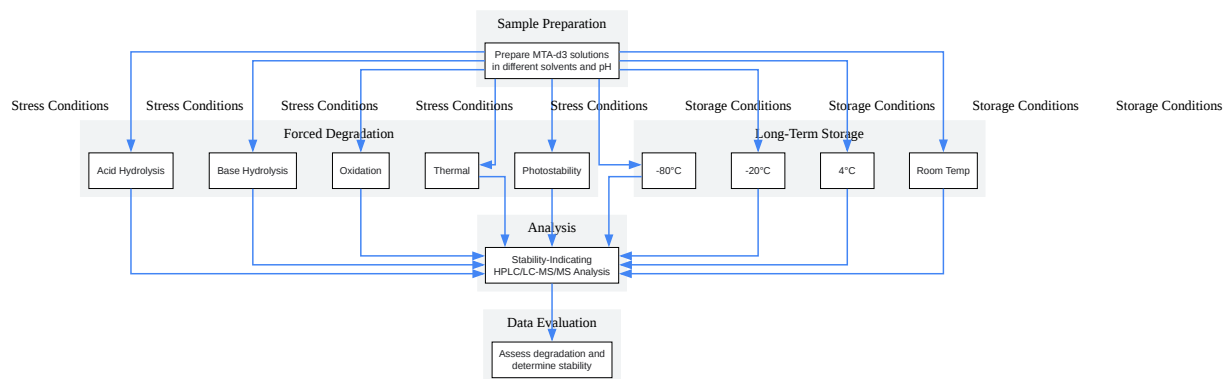 Sample Preparation
Prepare MTA-d3 solutions
in different solvents and pH
Stress Conditions
Stress Conditions
Stress Conditions
Stress Conditions
Stress Conditions
Storage Conditions
Storage Conditions
Storage Conditions
Storage Conditions
Forced Degradation
Long-Term Storage
Acid Hydrolysis
Base Hydrolysis
Oxidation
Thermal
Photostability
-80°C
-20°C
4°C
Room Temp
Analysis
Stability-Indicating
HPLC/LC-MS/MS Analysis
Data Evaluation
Assess degradation and
determine stability